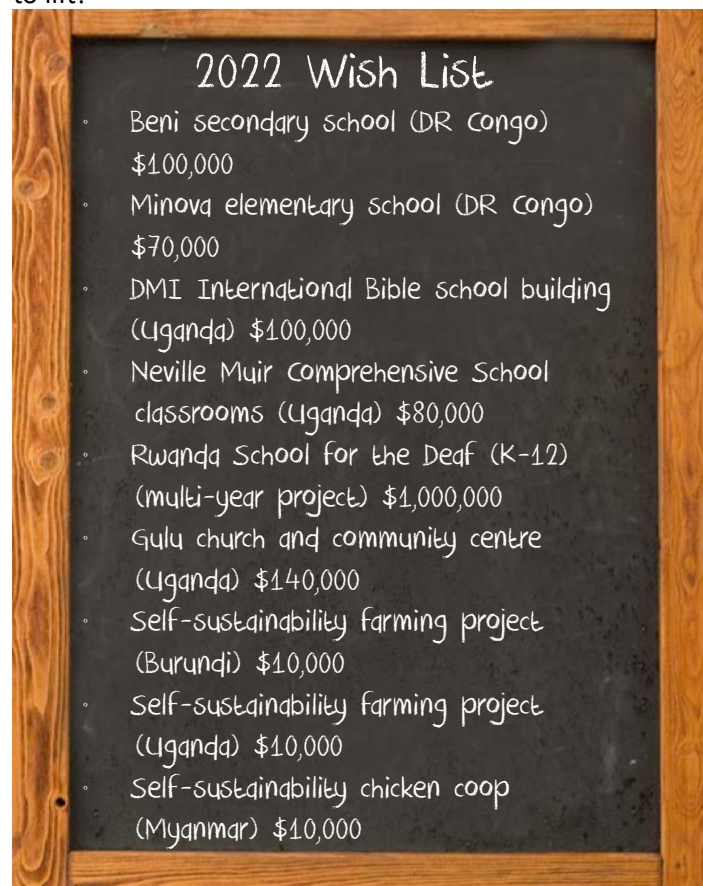 to lift?
2022 Wish List
◦ Beni secondary school (DR Congo)
$100,000
◦ Minova elementary school (DR Congo)
$70,000
◦ DMI International Bible school building
(Uganda) $100,000
◦ Neville Muir Comprehensive School
classrooms (Uganda) $80,000
◦ Rwanda School for the Deaf (K-12)
(multi-year project) $1,000,000
◦ Gulu church and community centre
(Uganda) $140,000
◦ Self-sustainability farming project
(Burundi) $10,000
◦ Self-sustainability farming project
(Uganda) $10,000
◦ Self-sustainability chicken coop
(Myanmar) $10,000